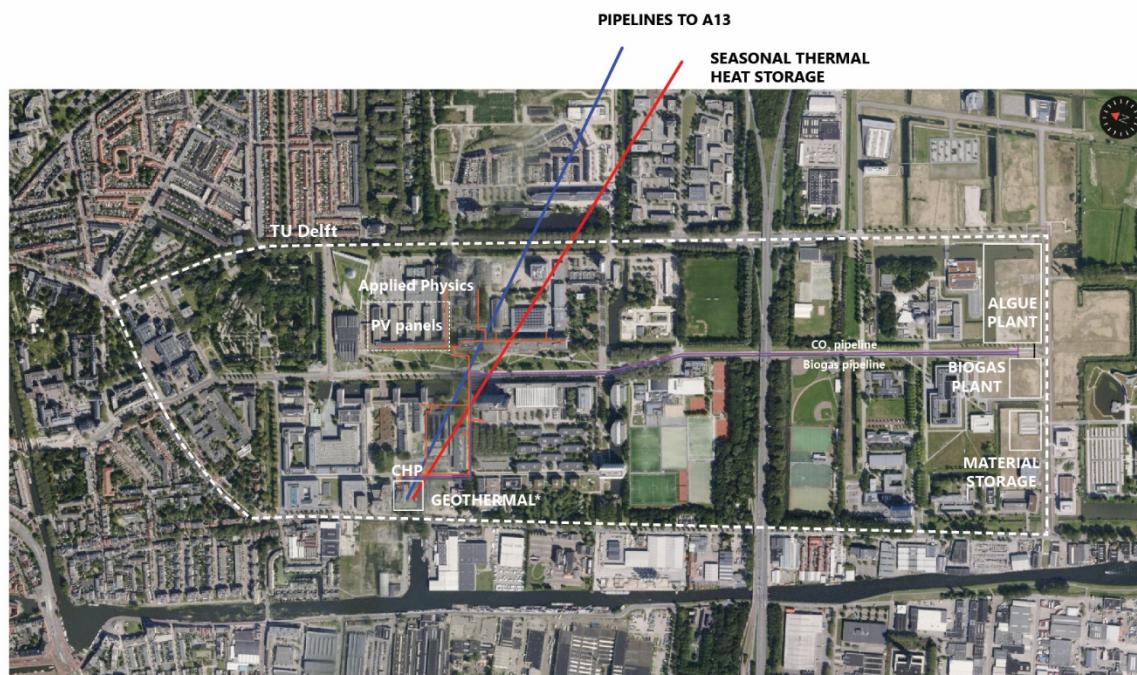 PIPELINES TO A13
SEASONAL THERMAL
HEAT STORAGE
N
TU Delft
Applied Physics
PV panels
ALGUE
PLANT
CO₂ pipeline
Biogas pipeline
BIOGAS
PLANT
MATERIAL
STORAGE
CHP
GEOTHERMAL*